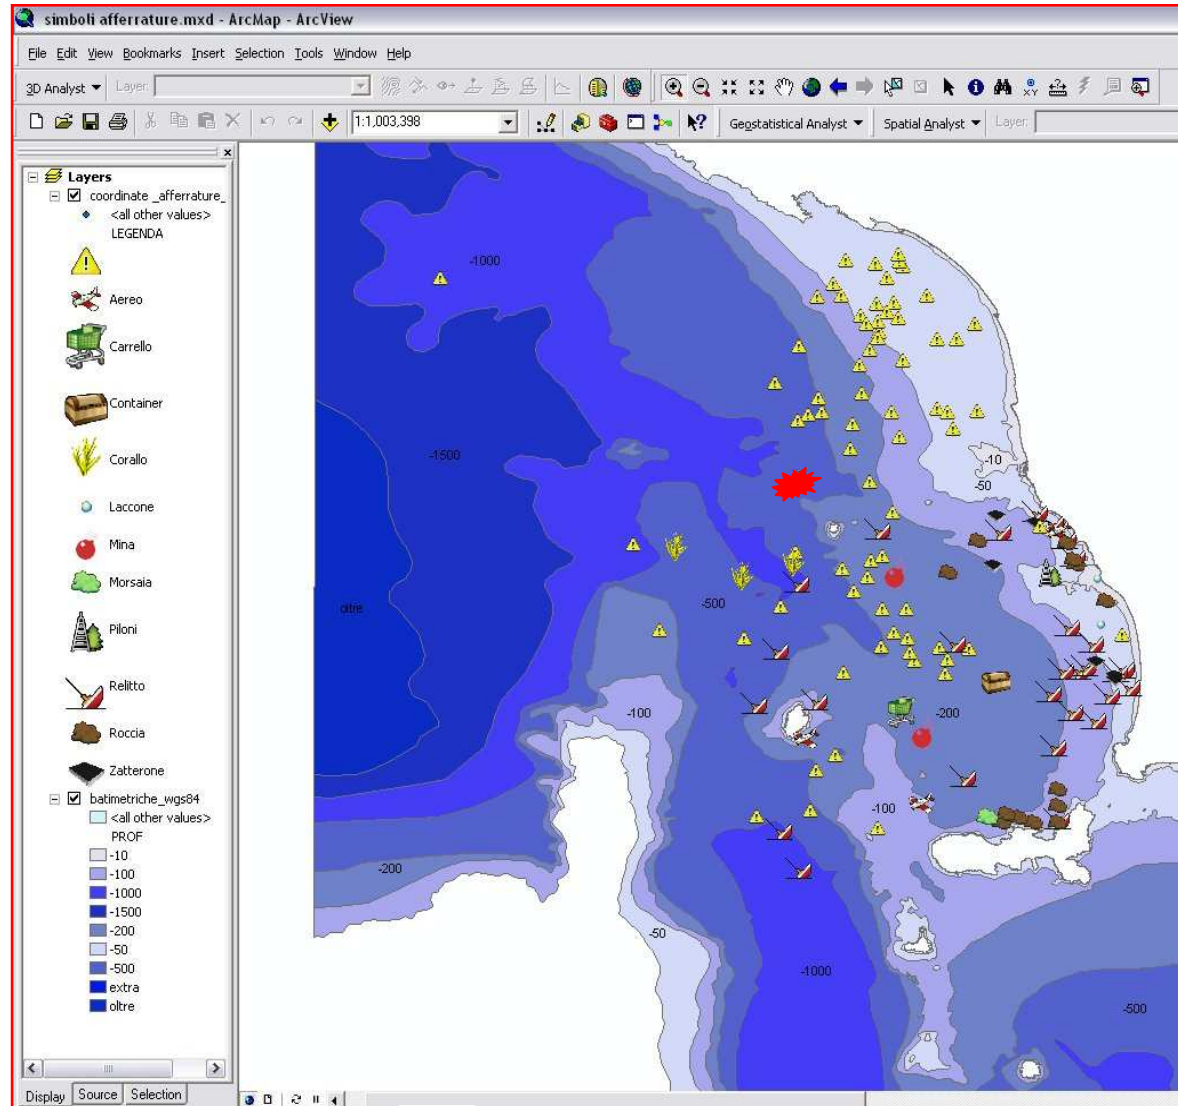 simboli afferrature.mxd - ArcMap - ArcView
File Edit View Bookmarks Insert Selection Tools Window Help
3D Analyst Layer:
1:1,003,398 Geostatistical Analyst Spatial Analyst Layer:
Layers
coordinate _afferrature_
<all other values>
LEGENDA
Aereo
Carrello
Container
Corallo
Laccone
Mina
Morsaia
Piloni
Relitto
Roccia
Zatterone
batimetriche_wgs84
<all other values>
PROF
-10
-100
-1000
-1500
-200
-50
-500
extra
oltre
Display Source Selection
-1000
-1500
-10
-50
oltre
-500
-100
-200
-100
-200
-50
-1000
-500